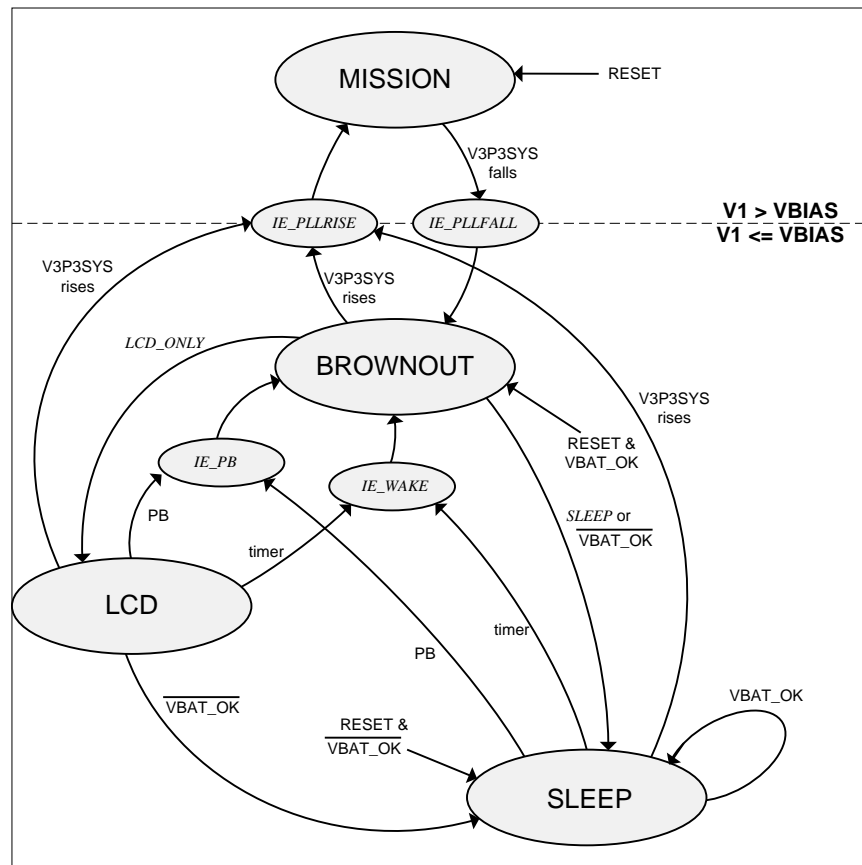 MISSION
RESET
V3P3SYS
falls
V1 > VBIAS
IE_PLLRISE
IE_PLLFALL
V1 <= VBIAS
V3P3SYS
rises
V3P3SYS
rises
LCD_ONLY
BROWNOUT
V3P3SYS
rises
RESET &
VBAT_OK
IE_PB
IE_WAKE
PB
SLEEP or
VBAT_OK
timer
LCD
timer
PB
VBAT_OK
VBAT_OK
RESET &
VBAT_OK
SLEEP